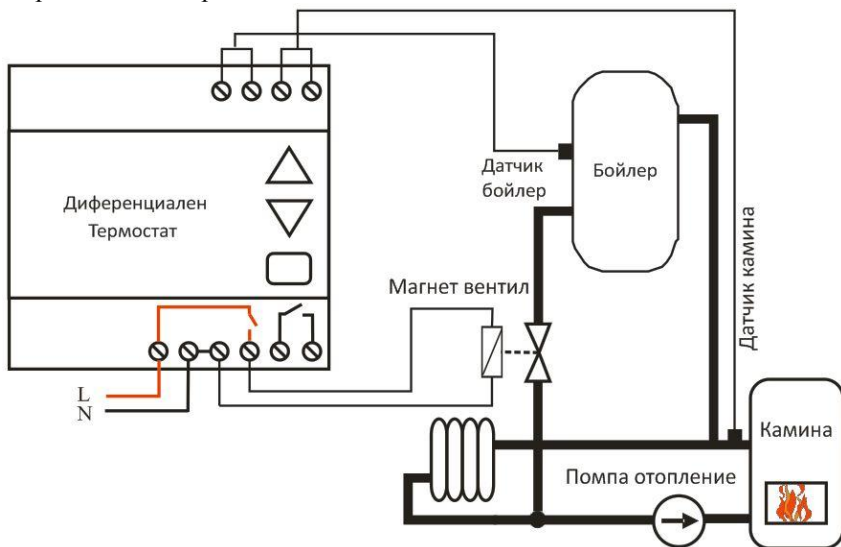 Диференциален
Термостат
L
N
Датчик
бойлер
Бойлер
Магнет вентил
Датчик камина
Помпа отопление
Камина